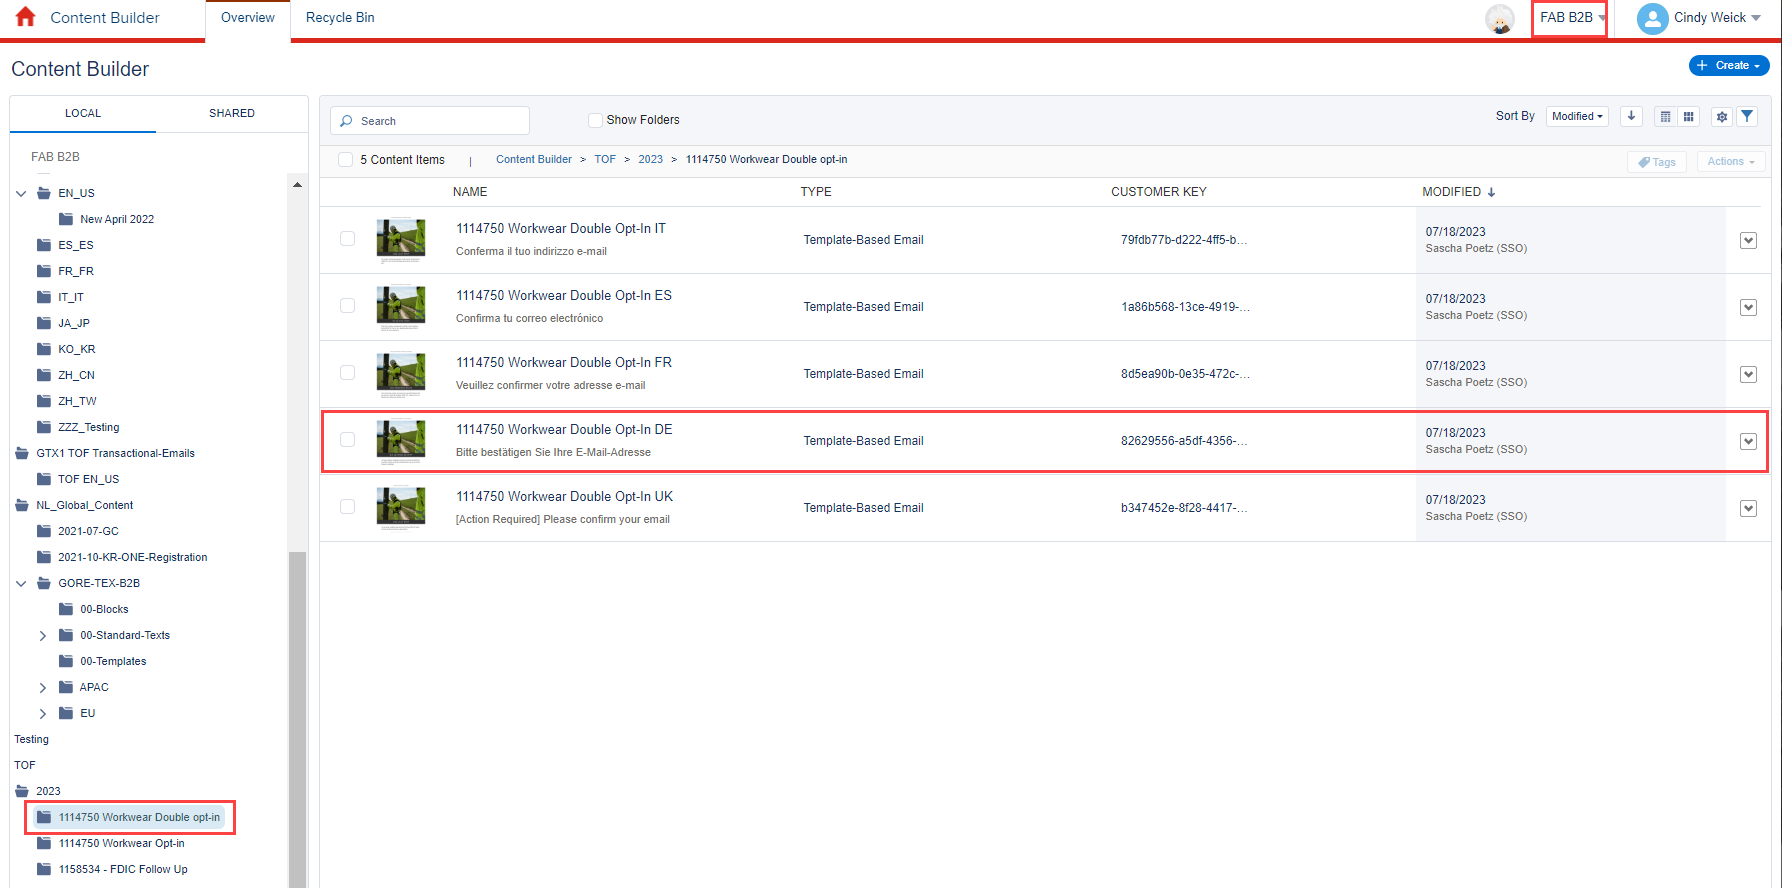 Content Builder
Overview
Recycle Bin
FAB B2B
Cindy Weick
Content Builder
+ Create
LOCAL
SHARED
FAB B2B
EN_US
New April 2022
ES_ES
FR_FR
IT_IT
JA_JP
KO_KR
ZH_CN
ZH_TW
ZZZ_Testing
GTX1 TOF Transactional-Emails
TOF EN_US
NL_Global_Content
2021-07-GC
2021-10-KR-ONE-Registration
GORE-TEX-B2B
00-Blocks
00-Standard-Texts
00-Templates
APAC
EU
Testing
TOF
2023
1114750 Workwear Double opt-in
1114750 Workwear Opt-in
1158534 - FDIC Follow Up
Search
Show Folders
Sort By
Modified
5 Content Items | Content Builder > TOF > 2023 > 1114750 Workwear Double opt-in
Tags
Actions
NAME TYPE CUSTOMER KEY MODIFIED
1114750 Workwear Double Opt-In IT
Conferma il tuo indirizzo e-mail
Template-Based Email
79fdb77b-d222-4ff5-b...
07/18/2023
Sascha Poetz (SSO)
1114750 Workwear Double Opt-In ES
Confirma tu correo electrónico
Template-Based Email
1a86b568-13ce-4919-...
07/18/2023
Sascha Poetz (SSO)
1114750 Workwear Double Opt-In FR
Veuillez confirmer votre adresse e-mail
Template-Based Email
8d5ea90b-0e35-472c-...
07/18/2023
Sascha Poetz (SSO)
1114750 Workwear Double Opt-In DE
Bitte bestätigen Sie Ihre E-Mail-Adresse
Template-Based Email
82629556-a5df-4356-...
07/18/2023
Sascha Poetz (SSO)
1114750 Workwear Double Opt-In UK
[Action Required] Please confirm your email
Template-Based Email
b347452e-8f28-4417-...
07/18/2023
Sascha Poetz (SSO)